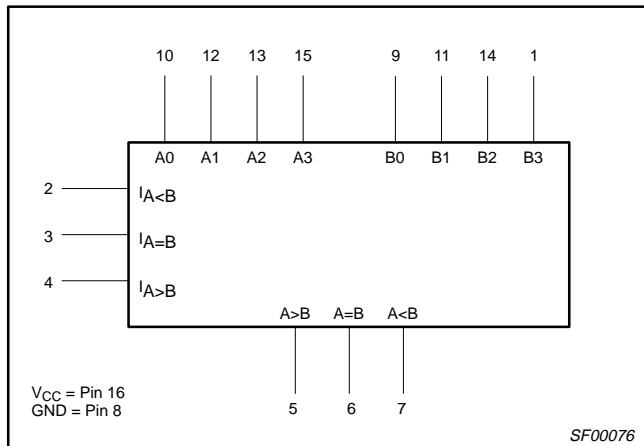 10 12 13 15 9 11 14 1
A0 A1 A2 A3 B0 B1 B2 B3
2 IA<B
3 IA=B
4 IA>B
A>B A=B A<B
VCC = Pin 16
GND = Pin 8
5 6 7
SF00076